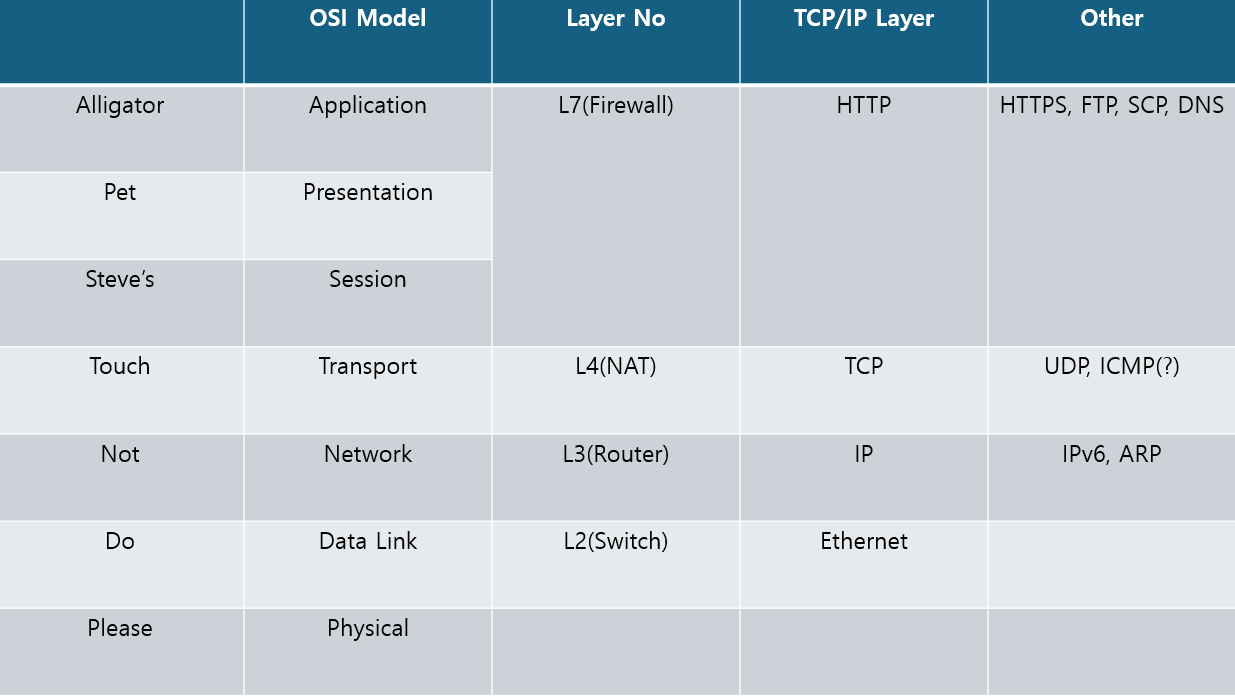 OSI Model Layer No TCP/IP Layer Other
Alligator Application L7(Firewall) HTTP HTTPS, FTP, SCP, DNS
Pet Presentation
Steve’s Session
Touch Transport L4(NAT) TCP UDP, ICMP(?)
Not Network L3(Router) IP IPv6, ARP
Do Data Link L2(Switch) Ethernet
Please Physical